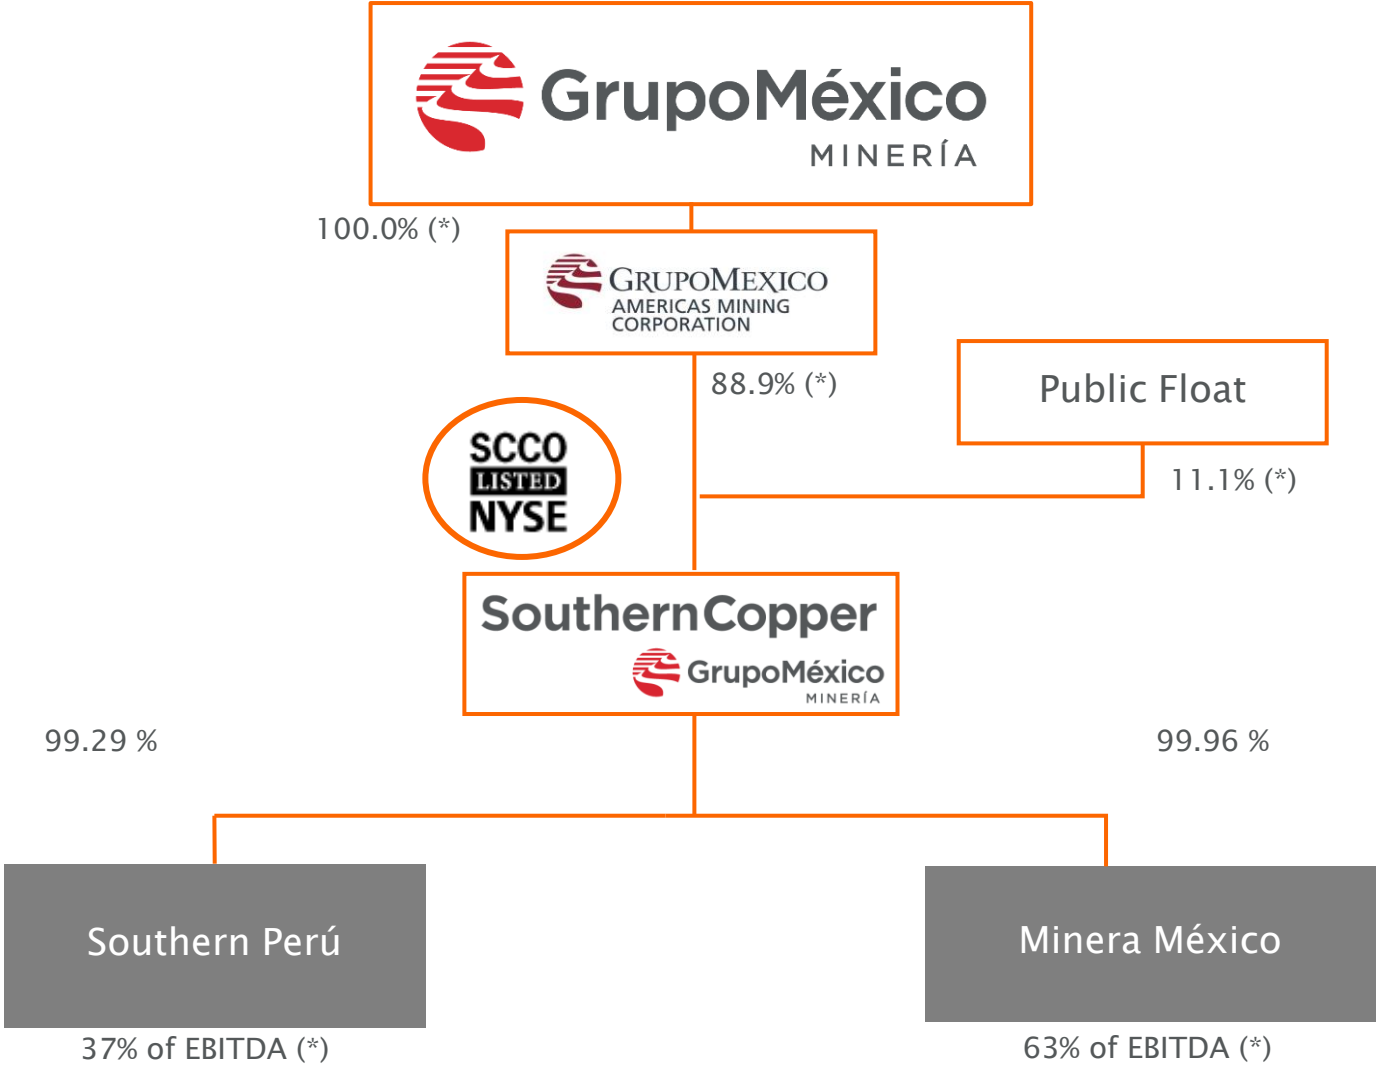 GrupoMéxico
MINERÍA
100.0% (*)
GRUPOMEXICO
AMERICAS MINING
CORPORATION
88.9% (*)
Public Float
11.1% (*)
SCCO
LISTED
NYSE
SouthernCopper
GrupoMéxico
MINERÍA
99.29 %
99.96 %
Southern Perú
Minera México
37% of EBITDA (*)
63% of EBITDA (*)